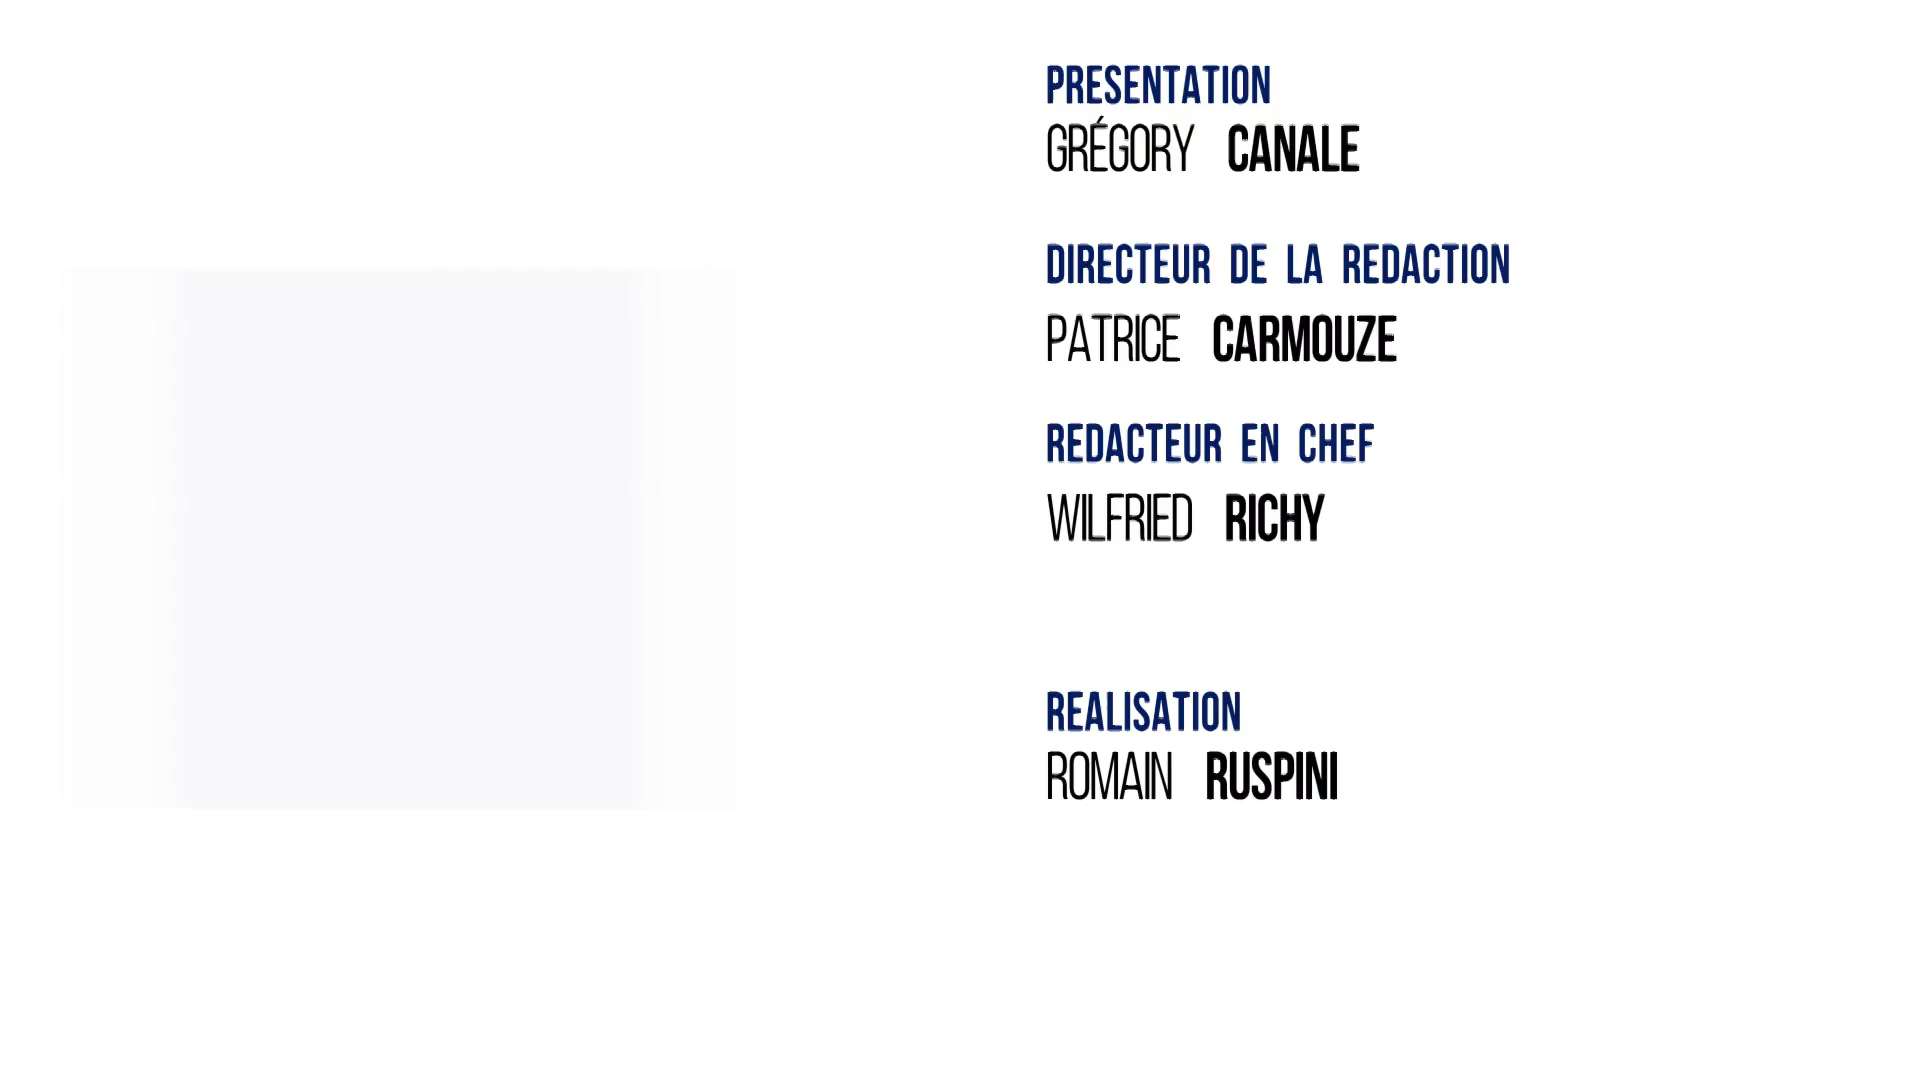 PRESENTATION
GRÉGORY CANALE
DIRECTEUR DE LA REDACTION
PATRICE CARMOUZE
REDACTEUR EN CHEF
WILFRIED RICHY
REALISATION
ROMAIN RUSPINI